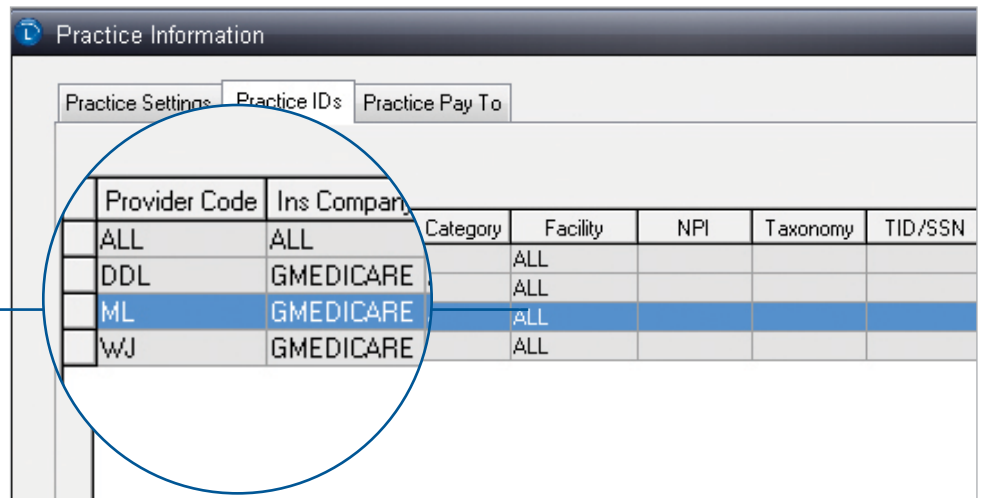 Practice Information
Practice Settings Practice IDs Practice Pay To
Provider Code Ins Company Category Facility NPI Taxonomy TID/SSN
ALL ALL ALL
DDL GMEDICARE ALL
ML GMEDICARE ALL
WJ GMEDICARE ALL